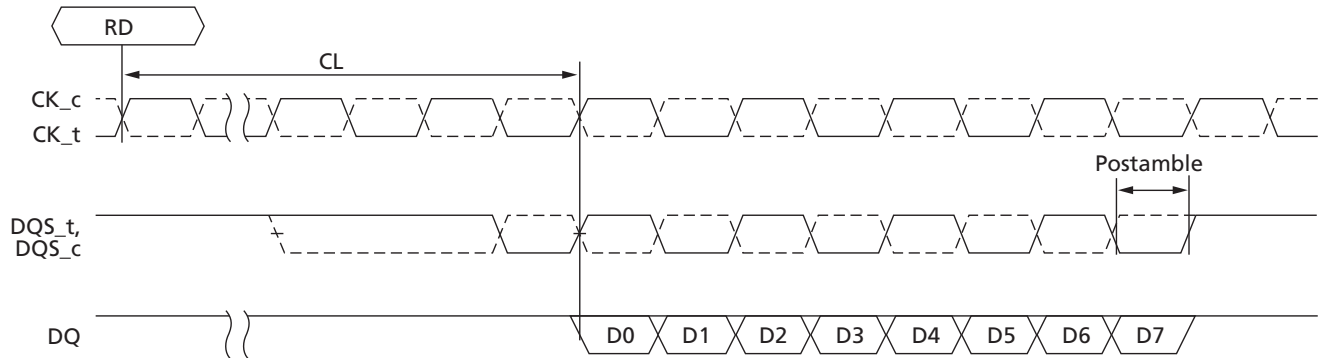 RD
CL
CK_c
CK_t
Postamble
DQS_t,
DQS_c
DQ
D0 D1 D2 D3 D4 D5 D6 D7